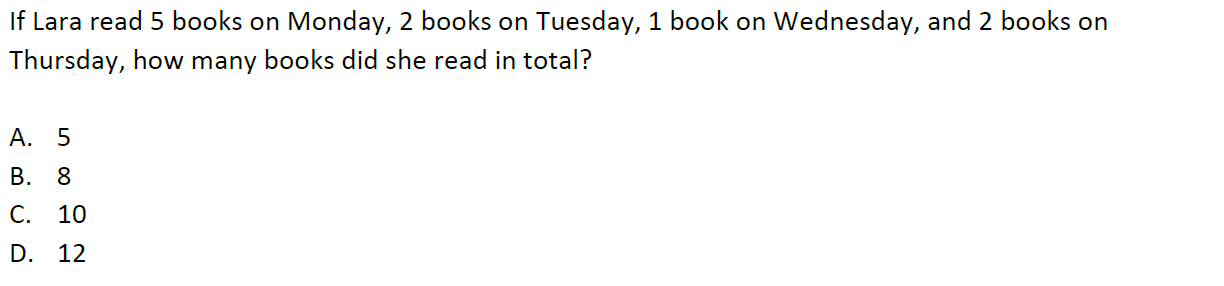 If Lara read 5 books on Monday, 2 books on Tuesday, 1 book on Wednesday, and 2 books on
Thursday, how many books did she read in total?
A. 5
B. 8
C. 10
D. 12